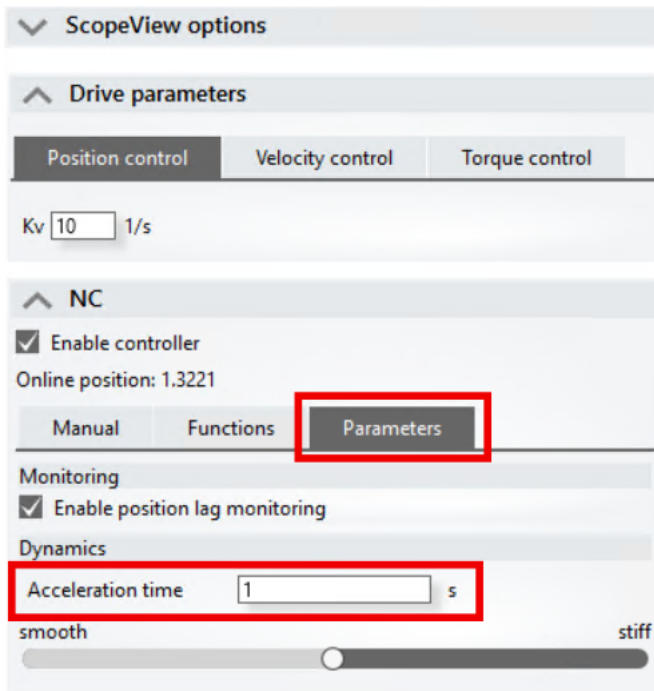 ScopeView options
Drive parameters
Position control Velocity control Torque control
Kv 10 1/s
NC
Enable controller
Online position: 1.3221
Manual Functions Parameters
Monitoring
Enable position lag monitoring
Dynamics
Acceleration time 1 s
smooth stiff